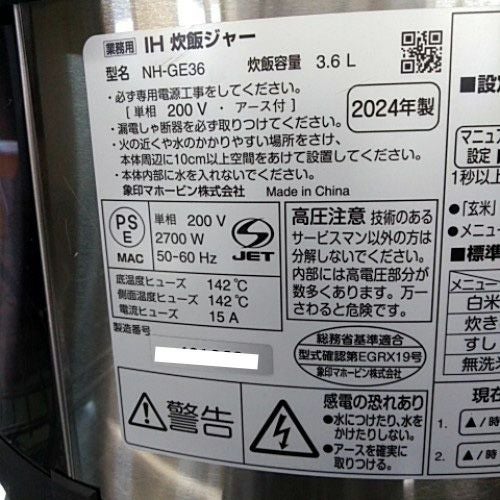 業務用 IH 炊飯ジャー
型名 NH-GE36 炊飯容量 3.6 L
・必ず専用電源工事をしてください。
[単相 200 V・アース付]
・漏電しゃ断器を必ず取りつけてください。
・火の近くや水のかかりやすい場所をさけ、
本体周辺に10cm以上空間をあけて設置してください。
・本体内部に水を入れないでください。
象印マホービン株式会社 Made in China
2024年製
PS
E
MAC
単相 200 V
2700 W
50-60 Hz
S
JET
底温度ヒューズ 142℃
側面温度ヒューズ 142℃
電流ヒューズ 15 A
製造番号
高圧注意 技術のある
サービスマン以外の方は
分解しないでください。
内部には高電圧部分が
数多くあります。万一
さわると危険です。
総務省基準適合
型式確認第EGRX19号
象印マホービン株式会社
警告
感電の恐れあり
●水につけたり、水を
かけたりしない。
●アースを確実に
取りつける。
■設
マニュ
設定
1秒以上
●「玄米」
●メニュー
■標準
メニュー
白米
炊き
すし
無洗米
現在
1. ▲/時
2. ▲/時